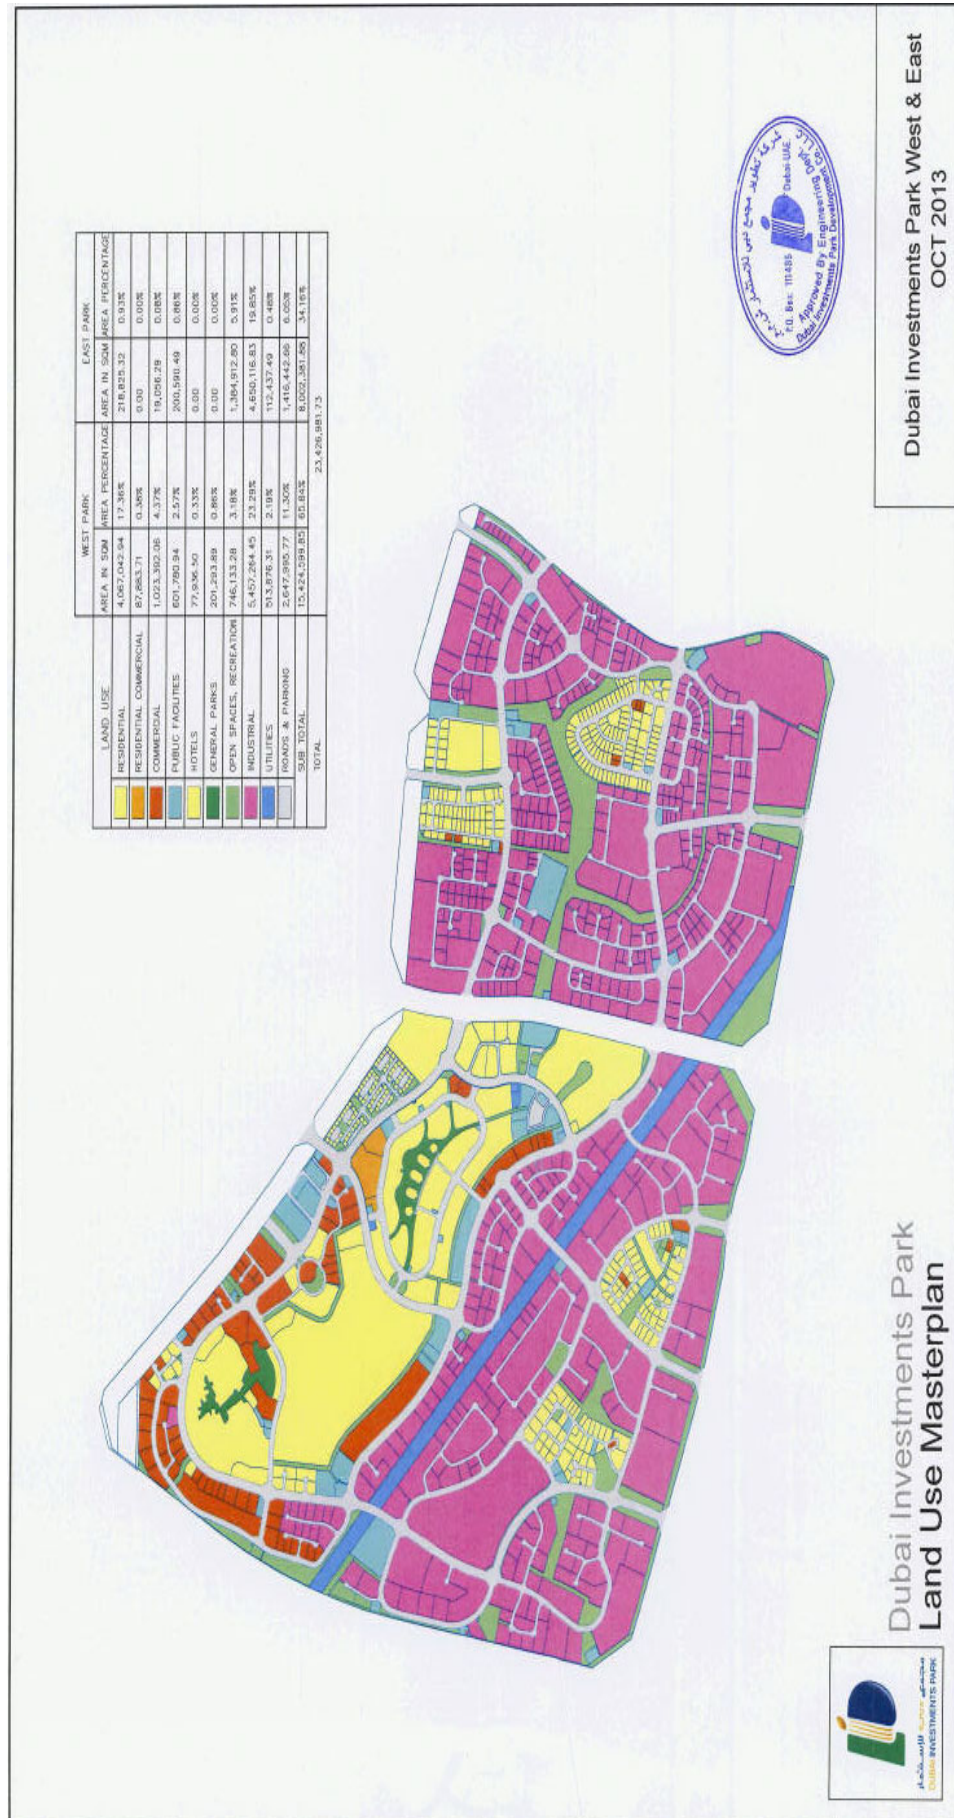 WEST PARK EAST PARK
LAND USE AREA IN SQM AREA PERCENTAGE AREA IN SQM AREA PERCENTAGE
RESIDENTIAL 4,067,042.94 17.36% 218,825.32 0.93%
RESIDENTIAL COMMERCIAL 87,883.71 0.38% 0.00 0.00%
COMMERCIAL 1,023,392.06 4.37% 19,056.29 0.08%
PUBLIC FACILITIES 601,780.94 2.57% 200,590.49 0.86%
HOTELS 77,936.50 0.33% 0.00 0.00%
GENERAL PARKS 201,293.89 0.86% 0.00 0.00%
OPEN SPACES, RECREATION 746,133.28 3.18% 1,384,912.80 5.91%
INDUSTRIAL 5,457,264.45 23.29% 4,650,116.83 19.85%
UTILITIES 513,876.31 2.19% 112,437.49 0.48%
ROADS & PARKING 2,647,995.77 11.30% 1,416,442.66 6.05%
SUB TOTAL 15,424,599.85 65.84% 8,002,381.88 34.16%
TOTAL 23,426,981.73
شركة تطوير مجمع دبي للاستثمار
P.O. Box: 111485 Dubai-UAE
Approved By Engineering Dept.
Dubai Investments Park Development Co. LLC
Dubai Investments Park West & East
OCT 2013
مجمع دبي للاستثمار
DUBAI INVESTMENTS PARK
Dubai Investments Park
Land Use Masterplan